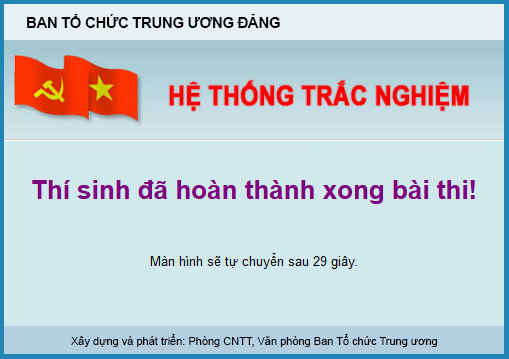 BAN TỔ CHỨC TRUNG ƯƠNG ĐẢNG
HỆ THỐNG TRẮC NGHIỆM
Thí sinh đã hoàn thành xong bài thi!
Màn hình sẽ tự chuyển sau 29 giây.
Xây dựng và phát triển: Phòng CNTT, Văn phòng Ban Tổ chức Trung ương